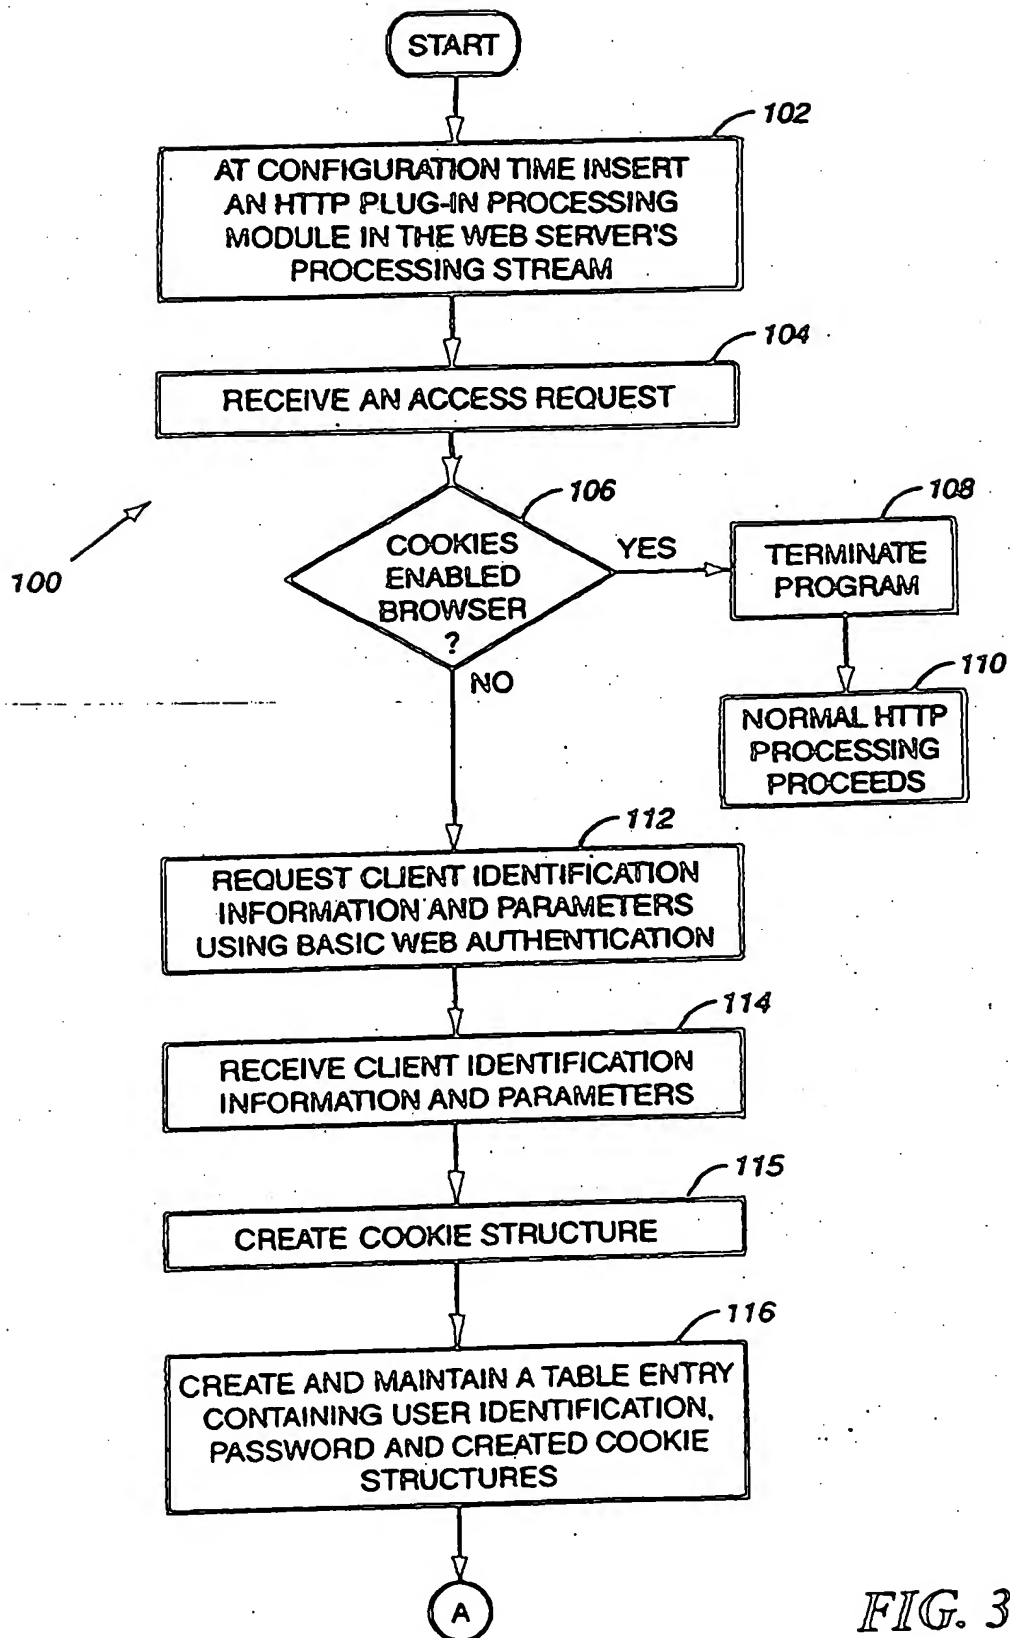 START
102
AT CONFIGURATION TIME INSERT
AN HTTP PLUG-IN PROCESSING
MODULE IN THE WEB SERVER'S
PROCESSING STREAM
104
RECEIVE AN ACCESS REQUEST
100
106
COOKIES
ENABLED
BROWSER
?
YES
NO
108
TERMINATE
PROGRAM
110
NORMAL HTTP
PROCESSING
PROCEEDS
112
REQUEST CLIENT IDENTIFICATION
INFORMATION AND PARAMETERS
USING BASIC WEB AUTHENTICATION
114
RECEIVE CLIENT IDENTIFICATION
INFORMATION AND PARAMETERS
115
CREATE COOKIE STRUCTURE
116
CREATE AND MAINTAIN A TABLE ENTRY
CONTAINING USER IDENTIFICATION,
PASSWORD AND CREATED COOKIE
STRUCTURES
A
FIG. 3